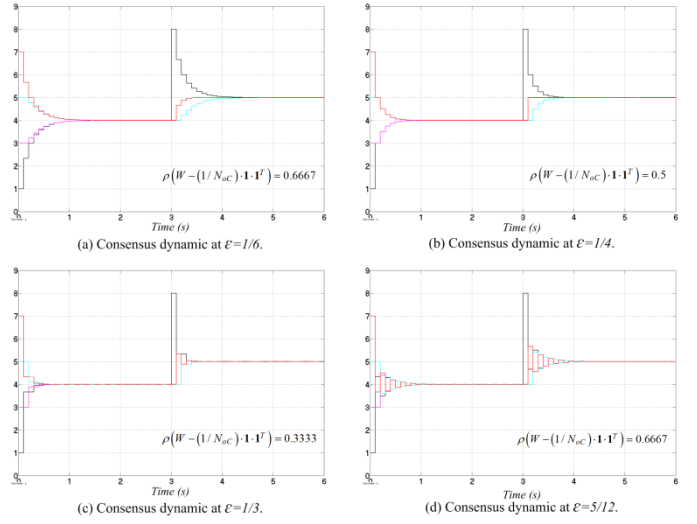 9
8
7
6
5
4
3
2
1
0
1 2 3 4 5 6
ρ(W −(1/ N_oC)·1·1^T)=0.6667
Time (s)
(a) Consensus dynamic at ℰ=1/6.
9
8
7
6
5
4
3
2
1
0
1 2 3 4 5 6
ρ(W −(1/ N_oC)·1·1^T)=0.5
Time (s)
(b) Consensus dynamic at ℰ=1/4.
9
8
7
6
5
4
3
2
1
0
1 2 3 4 5 6
ρ(W −(1/ N_oC)·1·1^T)=0.3333
Time (s)
(c) Consensus dynamic at ℰ=1/3.
9
8
7
6
5
4
3
2
1
0
1 2 3 4 5 6
ρ(W −(1/ N_oC)·1·1^T)=0.6667
Time (s)
(d) Consensus dynamic at ℰ=5/12.